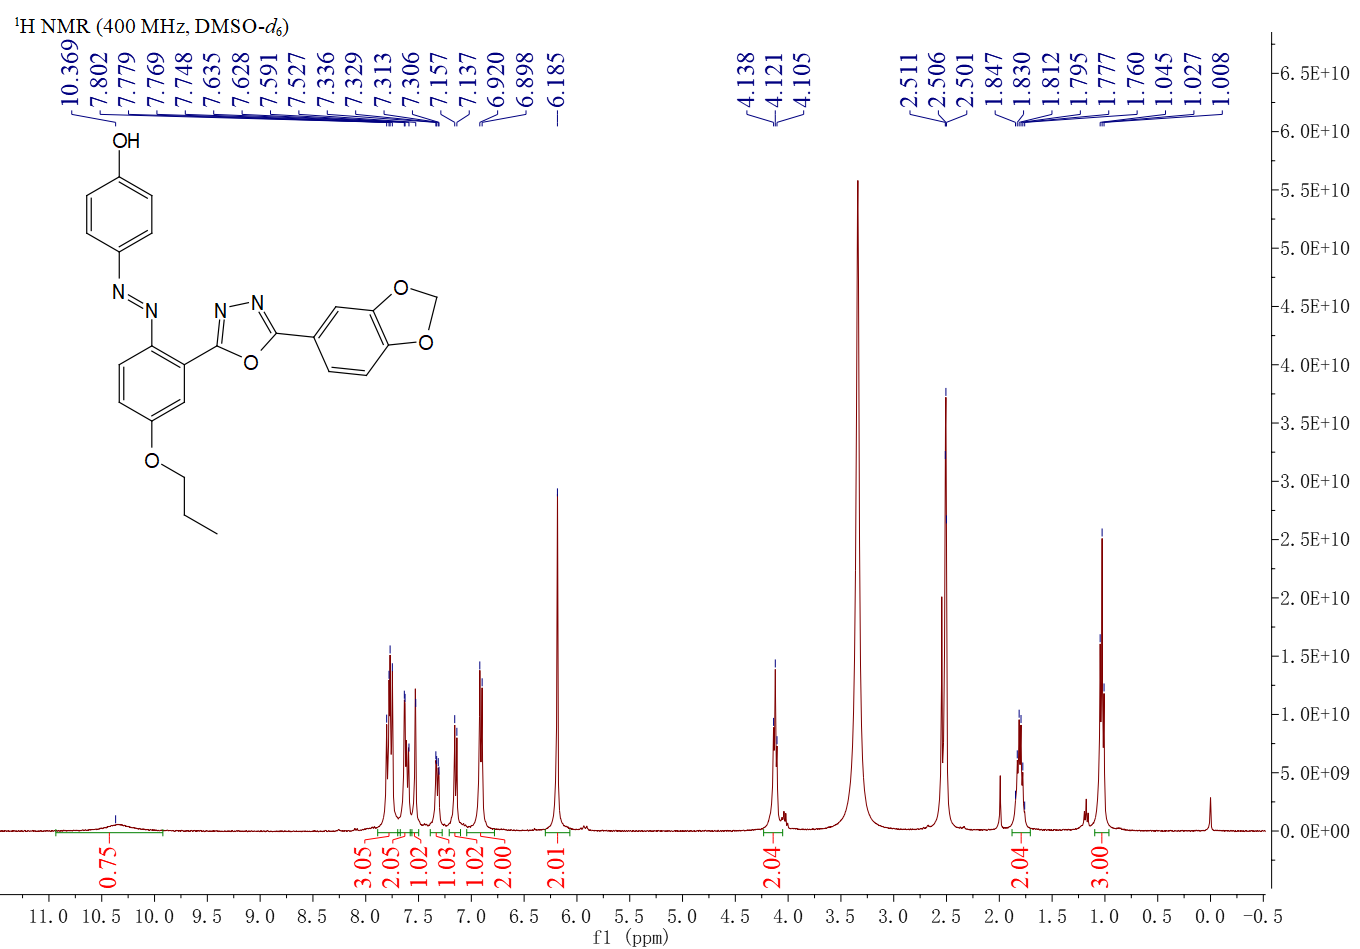 ¹H NMR (400 MHz, DMSO-d₆)
10.369
7.802
7.779
7.769
7.748
7.635
7.628
7.591
7.527
7.336
7.329
7.313
7.306
7.157
7.137
6.920
6.898
6.185
4.138
4.121
4.105
2.511
2.506
2.501
1.847
1.830
1.812
1.795
1.777
1.760
1.045
1.027
1.008
6.5E+10
6.0E+10
5.5E+10
5.0E+10
4.5E+10
4.0E+10
3.5E+10
3.0E+10
2.5E+10
2.0E+10
1.5E+10
1.0E+10
5.0E+09
0.0E+00
OH
N
N
N
N
O
O
O
O
0.75
3.05
2.05
1.02
1.03
1.02
2.00
2.01
2.04
2.04
3.00
11.0 10.5 10.0 9.5 9.0 8.5 8.0 7.5 7.0 6.5 6.0 5.5 5.0 4.5 4.0 3.5 3.0 2.5 2.0 1.5 1.0 0.5 0.0 -0.5
f1 (ppm)